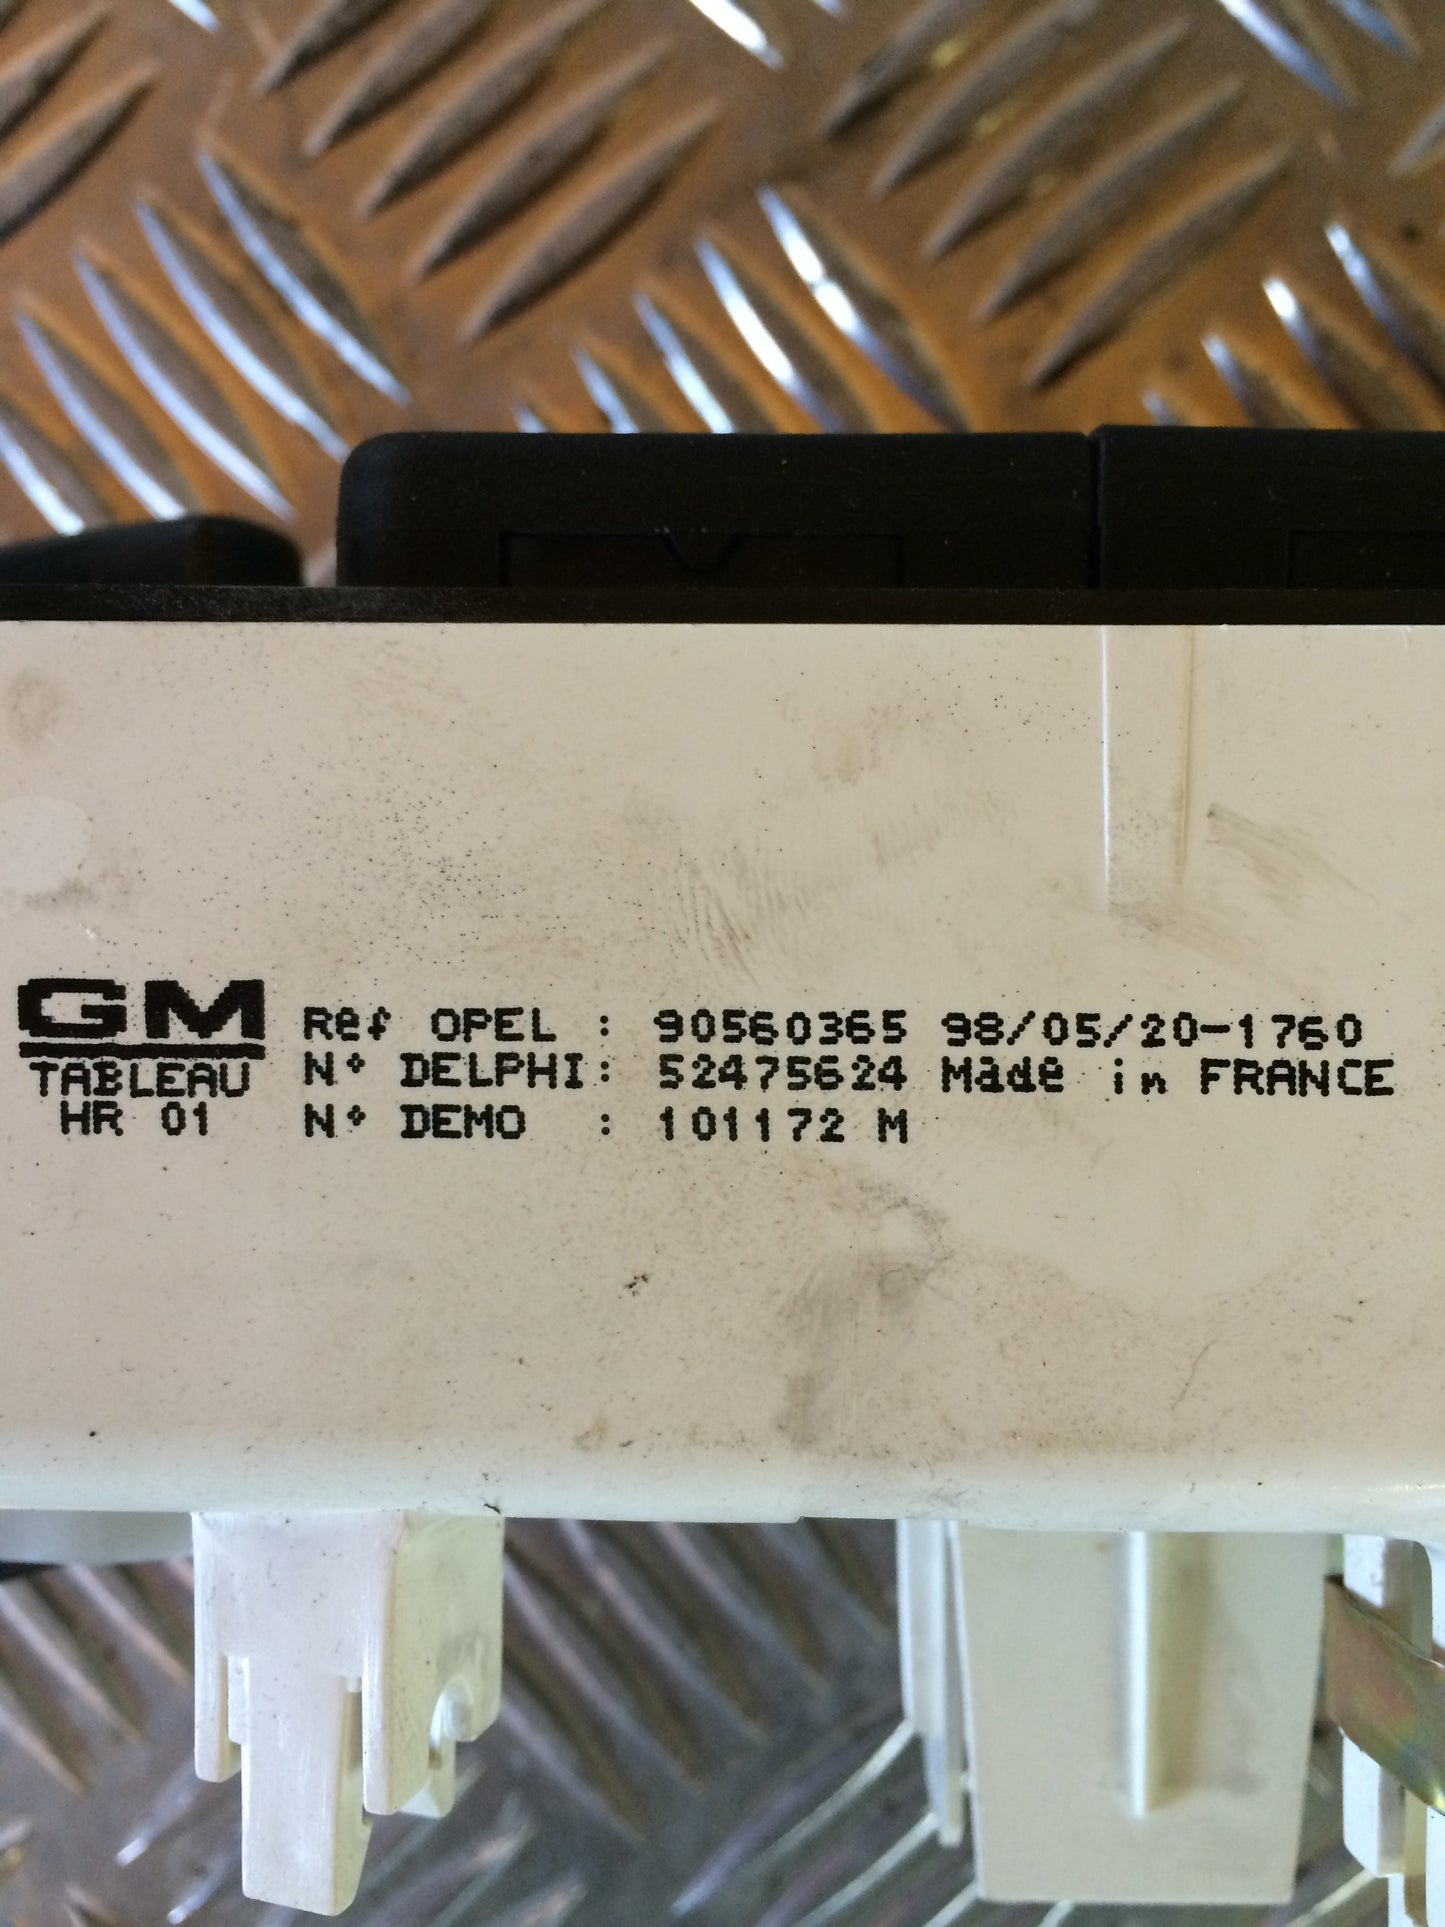 GM
TABLEAU
HR 01
Ref OPEL : 90560365 98/05/20-1760
N° DELPHI: 52475624 Made in FRANCE
N° DEMO : 101172 M